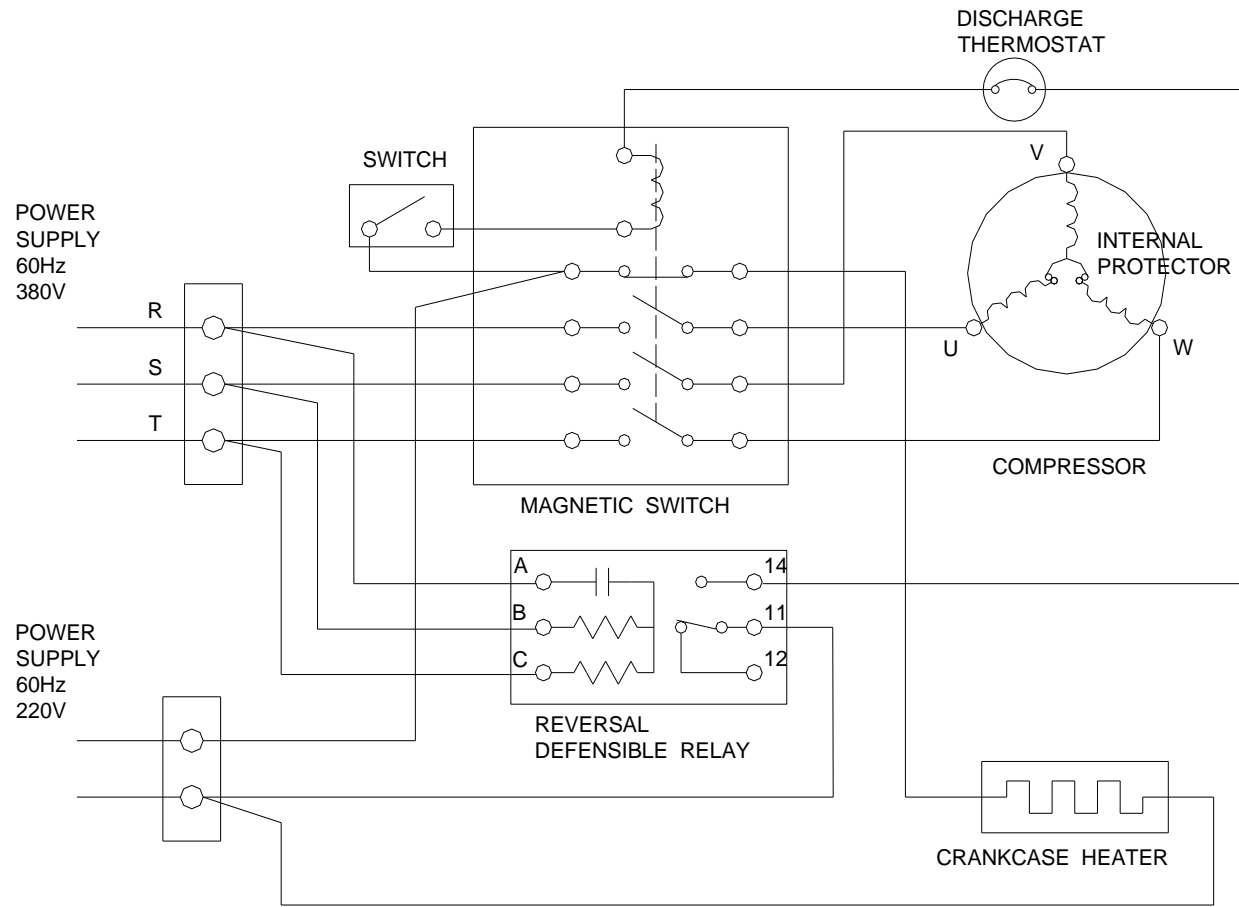 DISCHARGE
THERMOSTAT
SWITCH
V
POWER
SUPPLY
60Hz
380V
INTERNAL
PROTECTOR
R
S
T
U
W
COMPRESSOR
MAGNETIC SWITCH
A
B
C
14
11
12
POWER
SUPPLY
60Hz
220V
REVERSAL
DEFENSIBLE RELAY
CRANKCASE HEATER